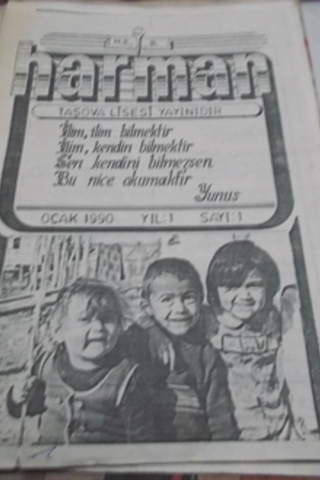 harman
TAŞOVA LİSESİ YAYINIDIR
İlim, ilim bilmektir
İlim, kendin bilmektir
Sen kendini bilmezsen
Bu nice okumaktır
Yunus
OCAK 1990 YIL:1 SAYI:1